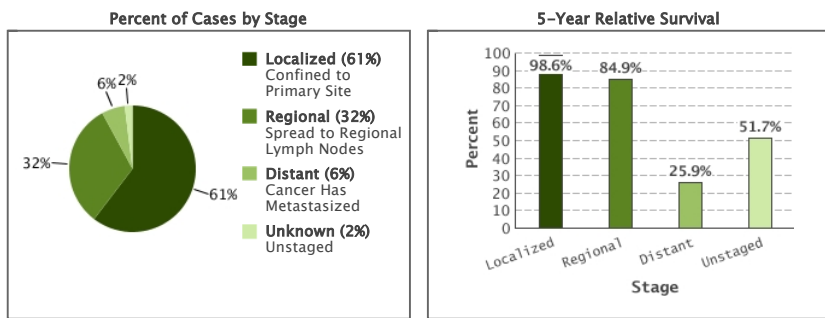 Percent of Cases by Stage
6%
2%
32%
61%
Localized (61%)
Confined to
Primary Site
Regional (32%)
Spread to Regional
Lymph Nodes
Distant (6%)
Cancer Has
Metastasized
Unknown (2%)
Unstaged
5-Year Relative Survival
Percent
100
90
80
70
60
50
40
30
20
10
0
98.6%
84.9%
25.9%
51.7%
Localized
Regional
Distant
Unstaged
Stage